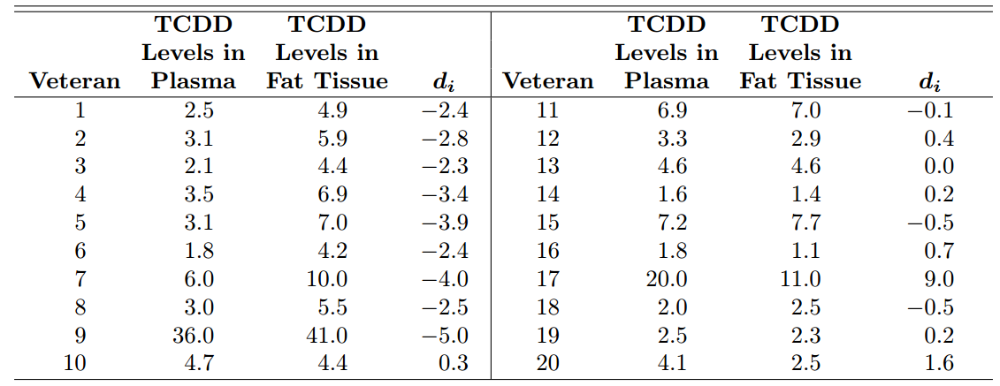 TCDD TCDD TCDD TCDD
Levels in Levels in Levels in Levels in
Veteran Plasma Fat Tissue di Veteran Plasma Fat Tissue di
1 2.5 4.9 −2.4 11 6.9 7.0 −0.1
2 3.1 5.9 −2.8 12 3.3 2.9 0.4
3 2.1 4.4 −2.3 13 4.6 4.6 0.0
4 3.5 6.9 −3.4 14 1.6 1.4 0.2
5 3.1 7.0 −3.9 15 7.2 7.7 −0.5
6 1.8 4.2 −2.4 16 1.8 1.1 0.7
7 6.0 10.0 −4.0 17 20.0 11.0 9.0
8 3.0 5.5 −2.5 18 2.0 2.5 −0.5
9 36.0 41.0 −5.0 19 2.5 2.3 0.2
10 4.7 4.4 0.3 20 4.1 2.5 1.6